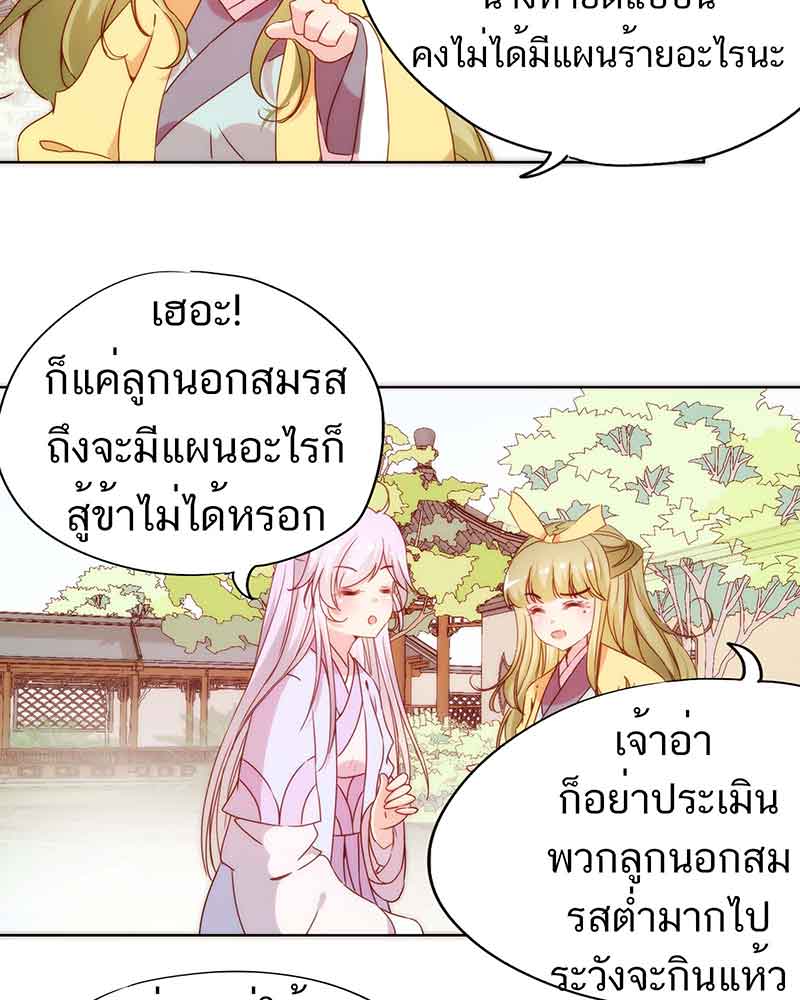 คงไม่ได้มีแผนร้ายอะไรนะ
เฮอะ!
ก็แค่ลูกนอกสมรส
ถึงจะมีแผนอะไรก็
สู้ข้าไม่ได้หรอก
เจ้าอ่า
ก็อย่าประเมิน
พวกลูกนอกสม
รสต่ำมากไป
ระวังจะกินแห้ว